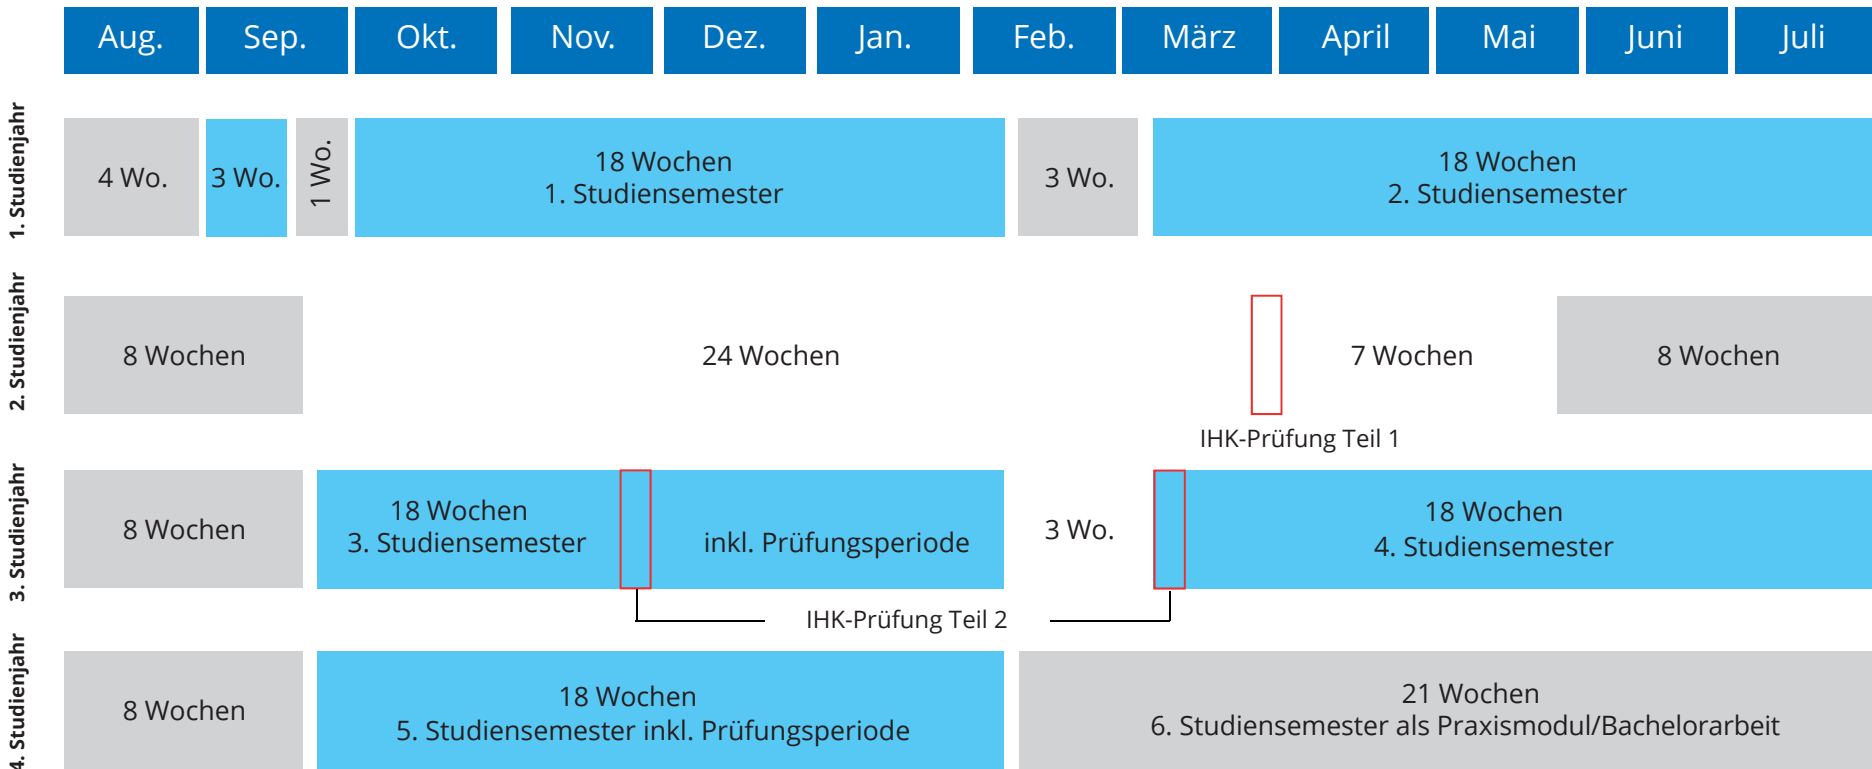 Aug. Sep. Okt. Nov. Dez. Jan. Feb. März April Mai Juni Juli
1. Studienjahr
4 Wo.
3 Wo.
1 Wo.
18 Wochen
1. Studiensemester
3 Wo.
18 Wochen
2. Studiensemester
2. Studienjahr
8 Wochen
24 Wochen
7 Wochen
8 Wochen
IHK-Prüfung Teil 1
3. Studienjahr
8 Wochen
18 Wochen
3. Studiensemester
inkl. Prüfungsperiode
3 Wo.
18 Wochen
4. Studiensemester
IHK-Prüfung Teil 2
4. Studienjahr
8 Wochen
18 Wochen
5. Studiensemester inkl. Prüfungsperiode
21 Wochen
6. Studiensemester als Praxismodul/Bachelorarbeit